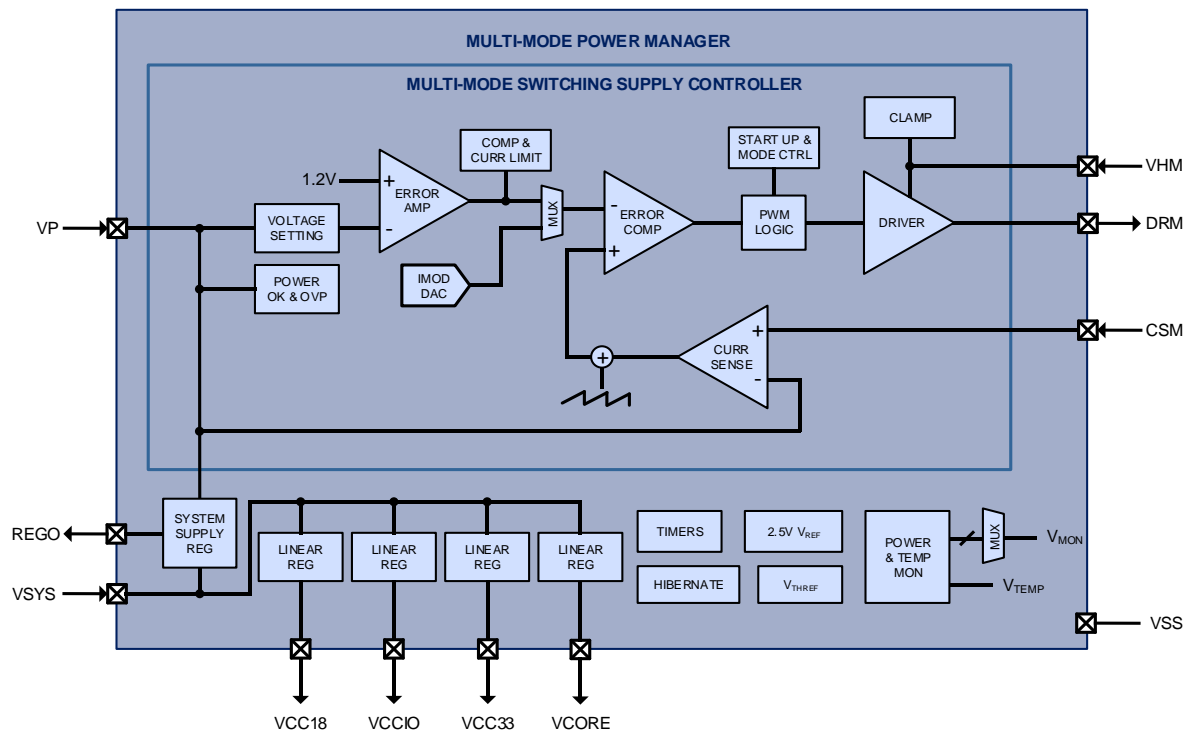 MULTI-MODE POWER MANAGER
MULTI-MODE SWITCHING SUPPLY CONTROLLER
CLAMP
COMP &
CURR LIMIT
START UP &
MODE CTRL
VHM
1.2V
+
-
ERROR
AMP
MUX
-
+
ERROR
COMP
PWM
LOGIC
DRIVER
DRM
VP
VOLTAGE
SETTING
POWER
OK & OVP
IMOD
DAC
CSM
+
-
CURR
SENSE
+
REGO
SYSTEM
SUPPLY
REG
VSYS
LINEAR
REG
LINEAR
REG
LINEAR
REG
LINEAR
REG
TIMERS
2.5V VREF
HIBERNATE
VTHREF
POWER
& TEMP
MON
MUX
VMON
VTEMP
VSS
VCC18
VCCIO
VCC33
VCORE